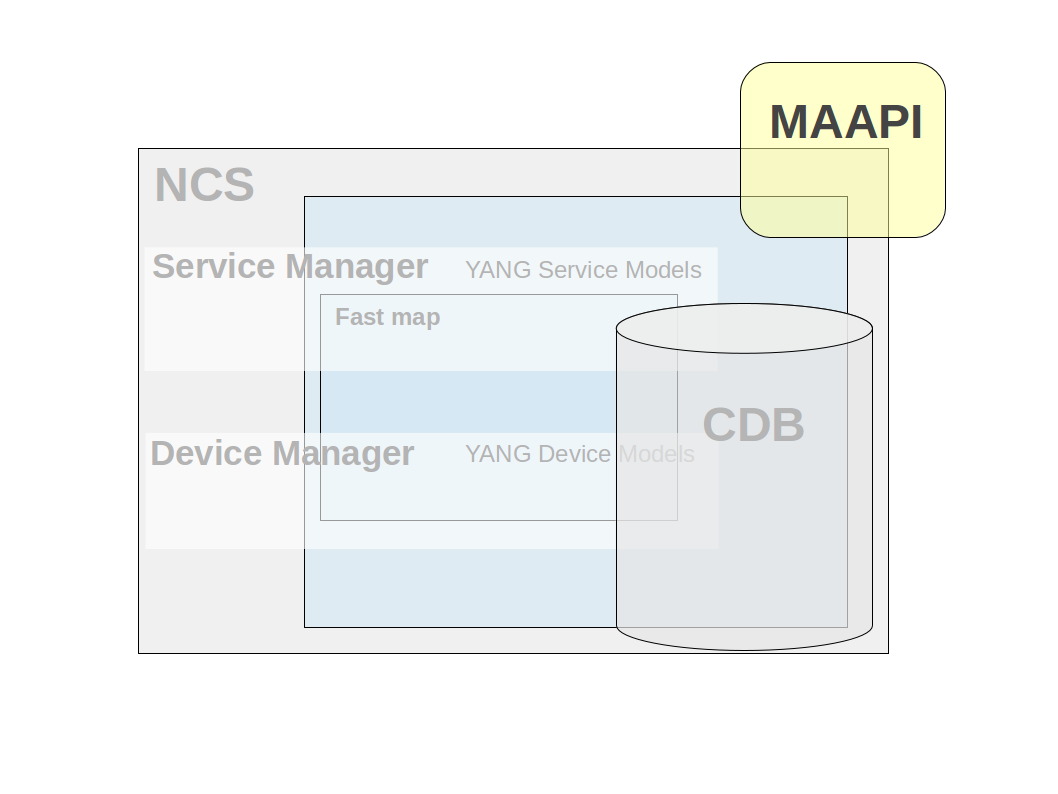 MAAPI
NCS
Service Manager YANG Service Models
Fast map
CDB
Device Manager YANG Device Models